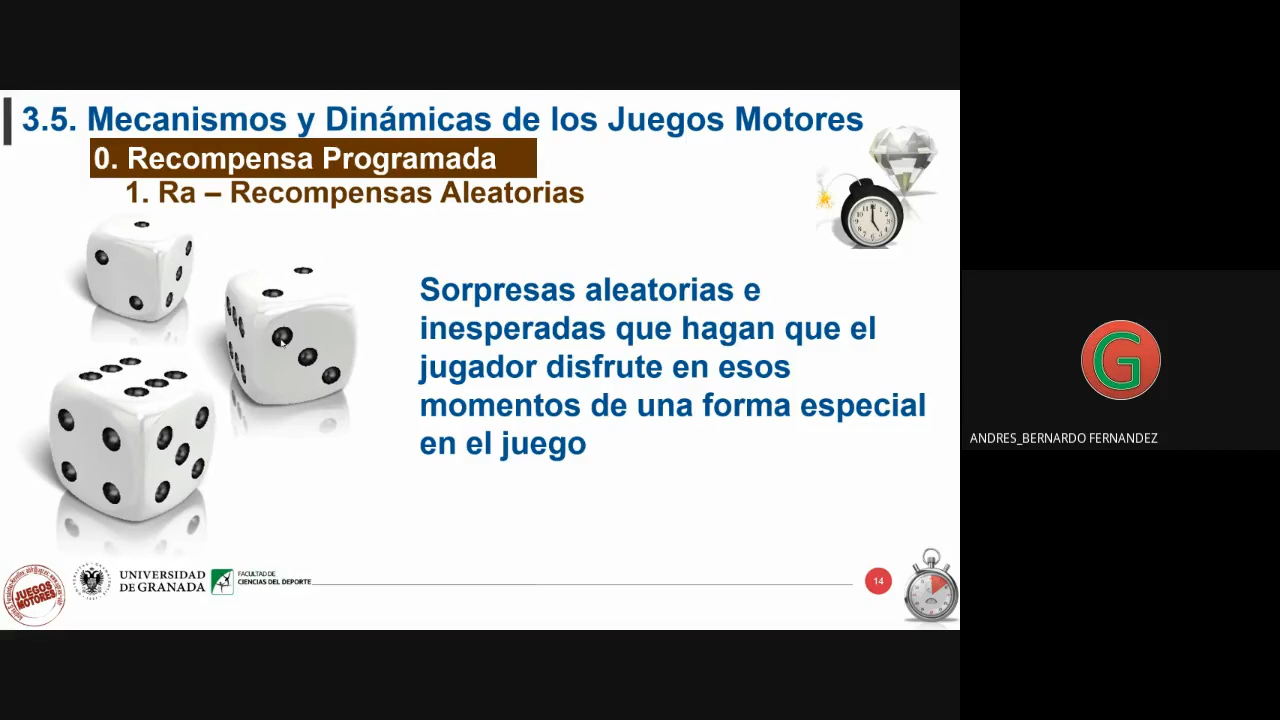 3.5. Mecanismos y Dinámicas de los Juegos Motores
0. Recompensa Programada
1. Ra – Recompensas Aleatorias
Sorpresas aleatorias e
inesperadas que hagan que el
jugador disfrute en esos
momentos de una forma especial
en el juego
JUEGOS
MOTORES
UNIVERSIDAD
DE GRANADA
FACULTAD DE
CIENCIAS DEL DEPORTE
14
G
ANDRES_BERNARDO FERNANDEZ